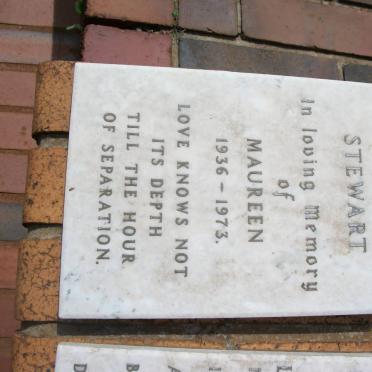 STEWART
In loving memory
of
MAUREEN
1936 – 1973.
LOVE KNOWS NOT
ITS DEPTH
TILL THE HOUR
OF SEPARATION.